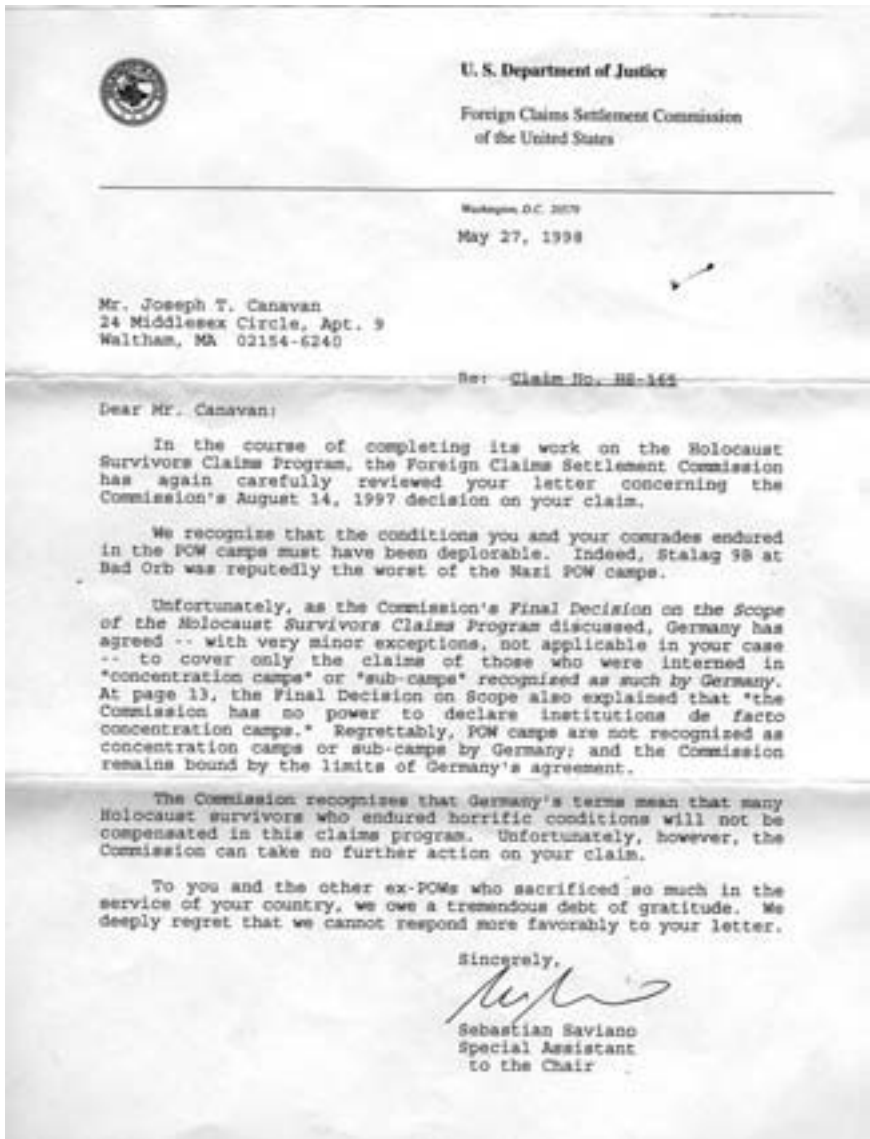 U. S. Department of Justice
Foreign Claims Settlement Commission
of the United States
Washington, D.C. 20579
May 27, 1998
Mr. Joseph T. Canavan
24 Middlesex Circle, Apt. 9
Waltham, MA 02154-6240
Re: Claim No. HS-165
Dear Mr. Canavan:
In the course of completing its work on the Holocaust
Survivors Claims Program, the Foreign Claims Settlement Commission
has again carefully reviewed your letter concerning the
Commission's August 14, 1997 decision on your claim.
We recognize that the conditions you and your comrades endured
in the POW camps must have been deplorable. Indeed, Stalag 9B at
Bad Orb was reputedly the worst of the Nazi POW camps.
Unfortunately, as the Commission's Final Decision on the Scope
of the Holocaust Survivors Claims Program discussed, Germany has
agreed -- with very minor exceptions, not applicable in your case
-- to cover only the claims of those who were interned in
"concentration camps" or "sub-camps" recognized as such by Germany.
At page 13, the Final Decision on Scope also explained that "the
Commission has no power to declare institutions de facto
concentration camps." Regrettably, POW camps are not recognized as
concentration camps or sub-camps by Germany; and the Commission
remains bound by the limits of Germany's agreement.
The Commission recognizes that Germany's terms mean that many
Holocaust survivors who endured horrific conditions will not be
compensated in this claims program. Unfortunately, however, the
Commission can take no further action on your claim.
To you and the other ex-POWs who sacrificed so much in the
service of your country, we owe a tremendous debt of gratitude. We
deeply regret that we cannot respond more favorably to your letter.
Sincerely,
Sebastian Saviano
Special Assistant
to the Chair